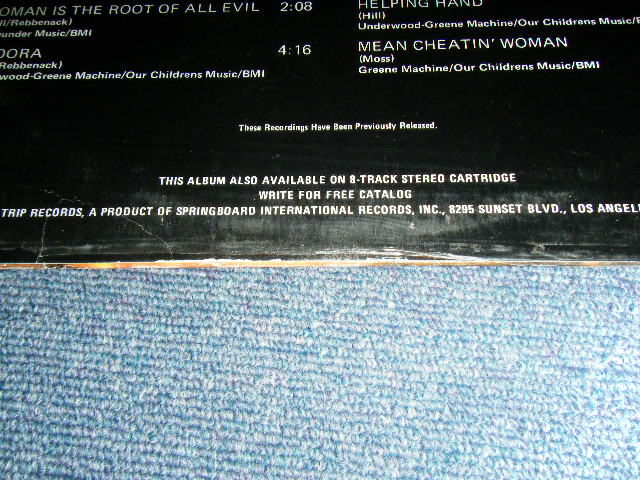 OMAN IS THE ROOT OF ALL EVIL 2:08
ll/Rebbenack)
under Music/BMI
DORA 4:16
Rebbenack)
wood-Greene Machine/Our Childrens Music/BMI
HELPING HAND
(Hill)
Underwood-Greene Machine/Our Childrens Music/B
MEAN CHEATIN' WOMAN
(Moss)
Greene Machine/Our Childrens Music/BMI
These Recordings Have Been Previously Released.
THIS ALBUM ALSO AVAILABLE ON 8-TRACK STEREO CARTRIDGE
WRITE FOR FREE CATALOG
TRIP RECORDS, A PRODUCT OF SPRINGBOARD INTERNATIONAL RECORDS, INC., 8295 SUNSET BLVD., LOS ANGEL